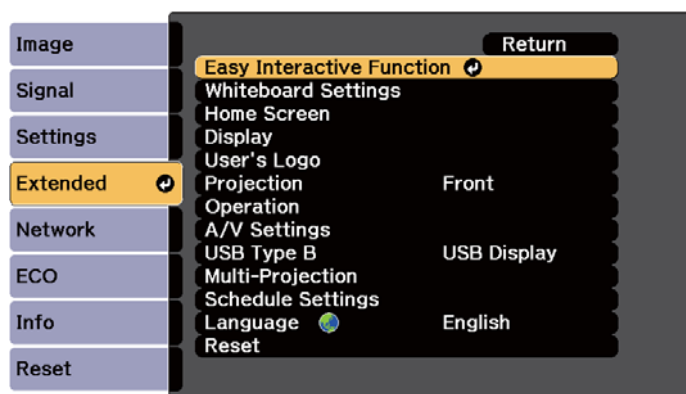 Image
Signal
Settings
Extended
Network
ECO
Info
Reset
Return
Easy Interactive Function
Whiteboard Settings
Home Screen
Display
User's Logo
Projection Front
Operation
A/V Settings
USB Type B USB Display
Multi-Projection
Schedule Settings
Language English
Reset